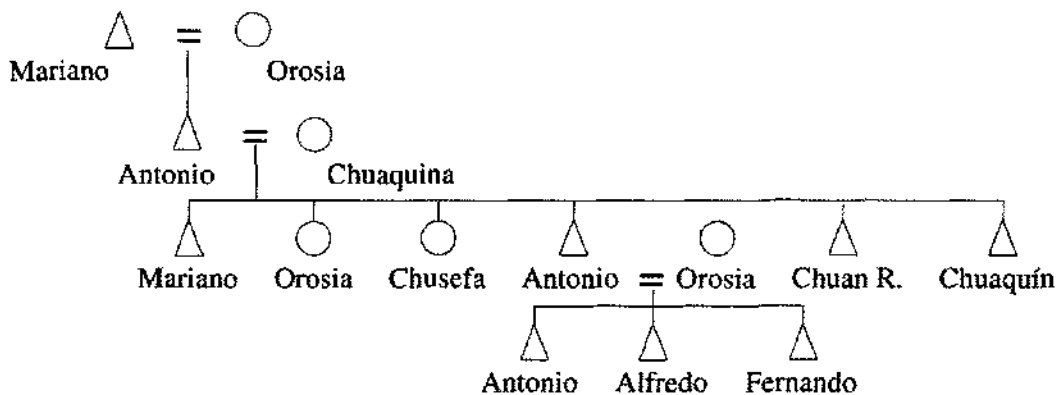 =
Mariano Orosia
=
Antonio Chuaquina
Mariano Orosia Chusefa Antonio = Orosia Chuan R. Chuaquín
Antonio Alfredo Fernando